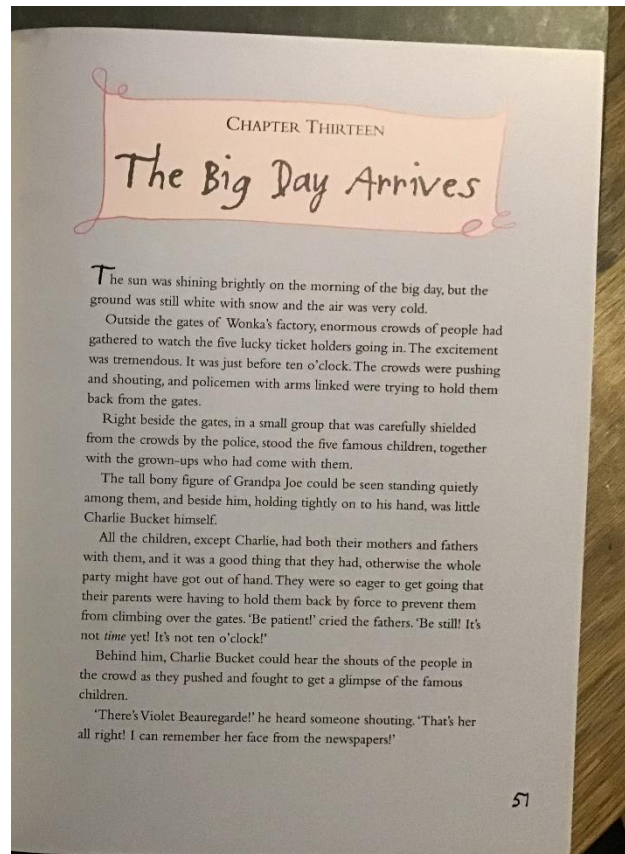 CHAPTER THIRTEEN
The Big Day Arrives
The sun was shining brightly on the morning of the big day, but the
ground was still white with snow and the air was very cold.
Outside the gates of Wonka's factory, enormous crowds of people had
gathered to watch the five lucky ticket holders going in. The excitement
was tremendous. It was just before ten o'clock. The crowds were pushing
and shouting, and policemen with arms linked were trying to hold them
back from the gates.
Right beside the gates, in a small group that was carefully shielded
from the crowds by the police, stood the five famous children, together
with the grown-ups who had come with them.
The tall bony figure of Grandpa Joe could be seen standing quietly
among them, and beside him, holding tightly on to his hand, was little
Charlie Bucket himself.
All the children, except Charlie, had both their mothers and fathers
with them, and it was a good thing that they had, otherwise the whole
party might have got out of hand. They were so eager to get going that
their parents were having to hold them back by force to prevent them
from climbing over the gates. 'Be patient!' cried the fathers. 'Be still! It's
not time yet! It's not ten o'clock!'
Behind him, Charlie Bucket could hear the shouts of the people in
the crowd as they pushed and fought to get a glimpse of the famous
children.
'There's Violet Beauregarde!' he heard someone shouting. 'That's her
all right! I can remember her face from the newspapers!'
57